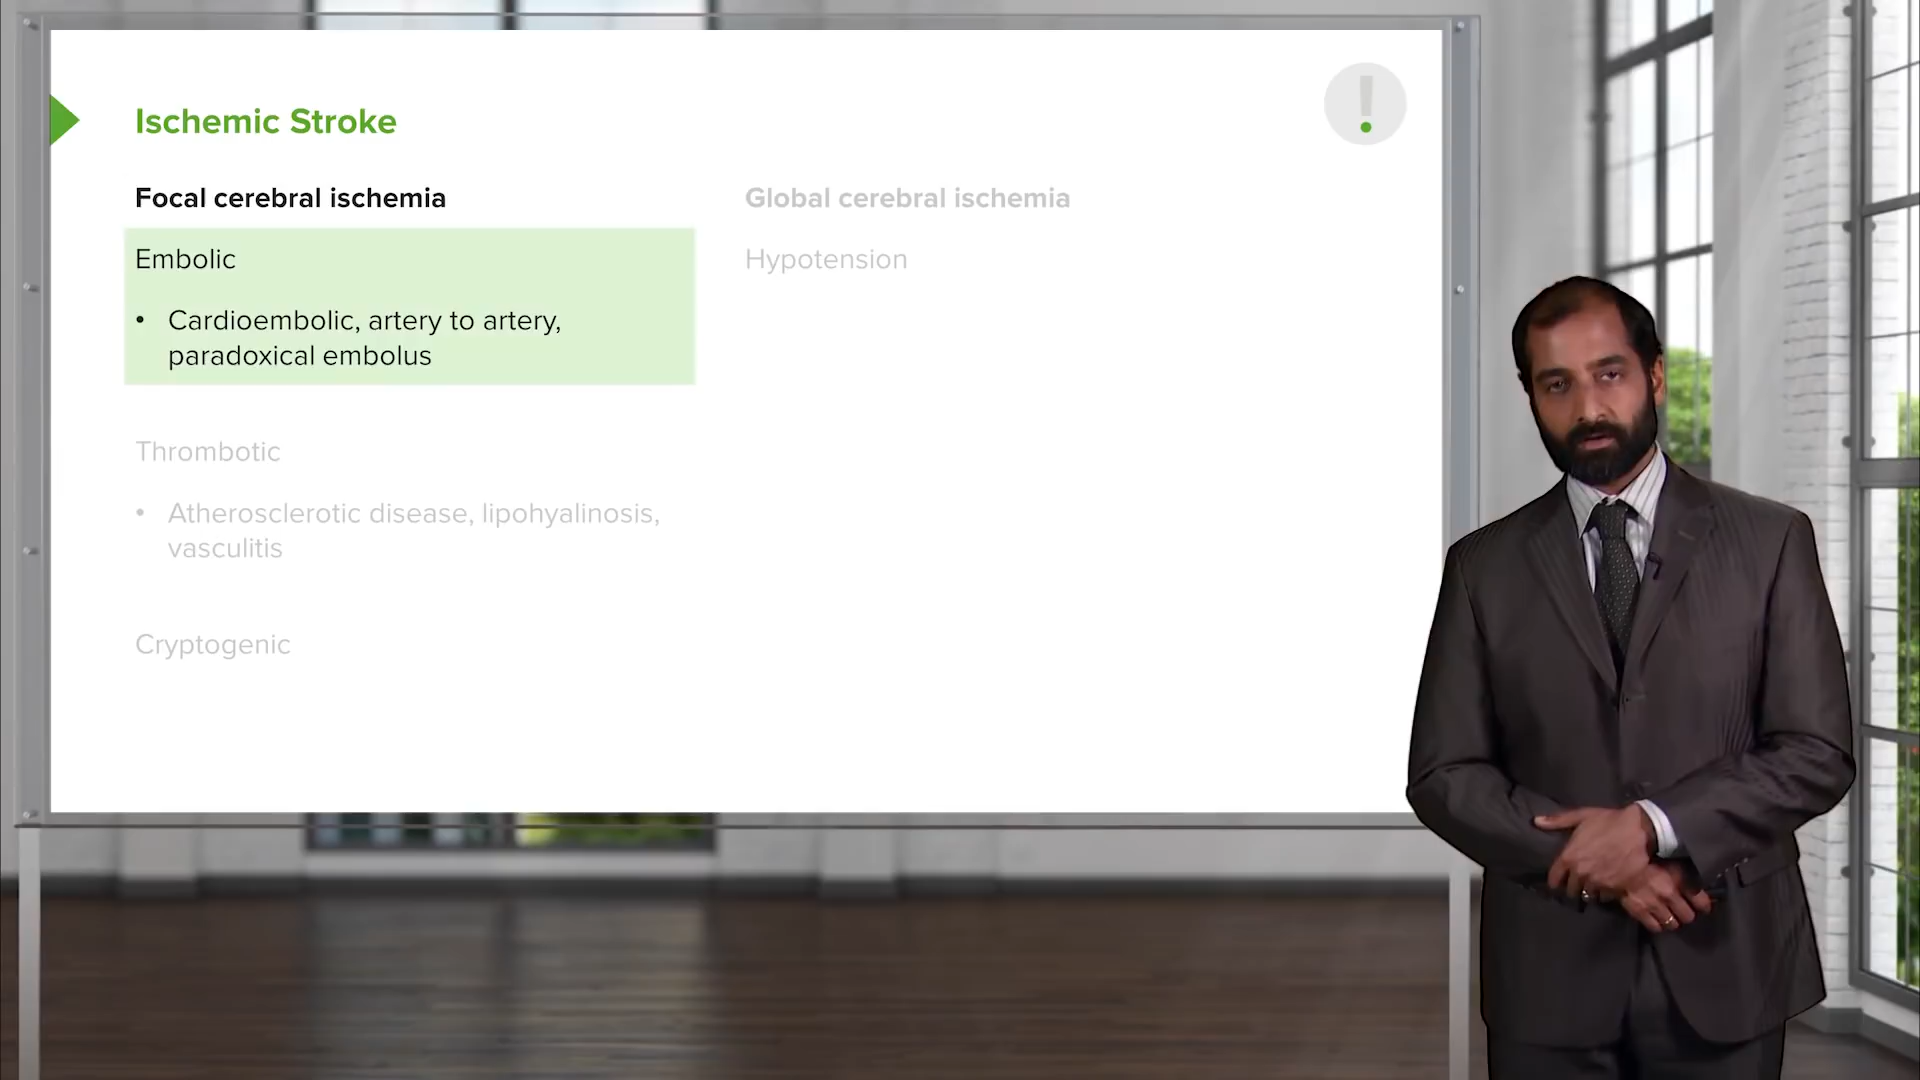 Ischemic Stroke
Focal cerebral ischemia
Embolic
• Cardioembolic, artery to artery,
paradoxical embolus
Thrombotic
• Atherosclerotic disease, lipohyalinosis,
vasculitis
Cryptogenic
Global cerebral ischemia
Hypotension